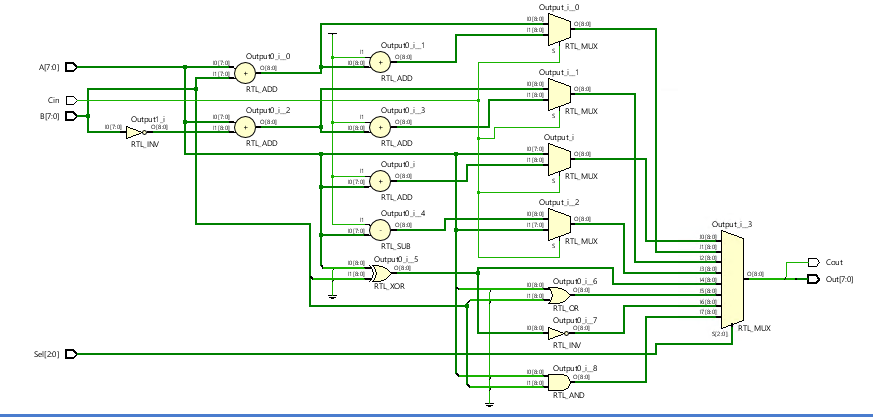 Output_i__0
I0[8:0] O[8:0]
I1[8:0]
S
RTL_MUX
Output0_i__1
I1 O[8:0]
I0[8:0]
+
RTL_ADD
Output0_i__0
A[7:0] I0[7:0] O[8:0]
I1[7:0]
+
RTL_ADD
Output_i__1
I0[8:0] O[8:0]
I1[8:0]
S
RTL_MUX
Cin
B[7:0]
Output1_i
I0[7:0] O[8:0]
RTL_INV
Output0_i__2
I0[7:0] O[8:0]
I1[8:0]
+
RTL_ADD
Output0_i__3
I1 O[8:0]
I0[8:0]
+
RTL_ADD
Output_i
I0[7:0] O[8:0]
I1[8:0]
S
RTL_MUX
Output0_i
I1 O[8:0]
I0[7:0]
+
RTL_ADD
Output_i__2
I0[8:0] O[8:0]
I1[7:0]
S
RTL_MUX
Output0_i__4
I1 O[8:0]
I0[7:0]
-
RTL_SUB
Output0_i__5
I0[8:0] O[8:0]
I1[8:0]
RTL_XOR
Output0_i__6
I0[8:0] O[8:0]
I1[8:0]
RTL_OR
Output0_i__7
I0[8:0] O[8:0]
RTL_INV
Output0_i__8
I0[8:0] O[8:0]
I1[8:0]
RTL_AND
Output_i__3
I0[8:0]
I1[8:0]
I2[8:0]
I3[8:0]
I4[8:0]
I5[8:0]
I6[8:0]
I7[8:0]
O[8:0]
S[2:0]
RTL_MUX
Cout
Out[7:0]
Sel[2:0]